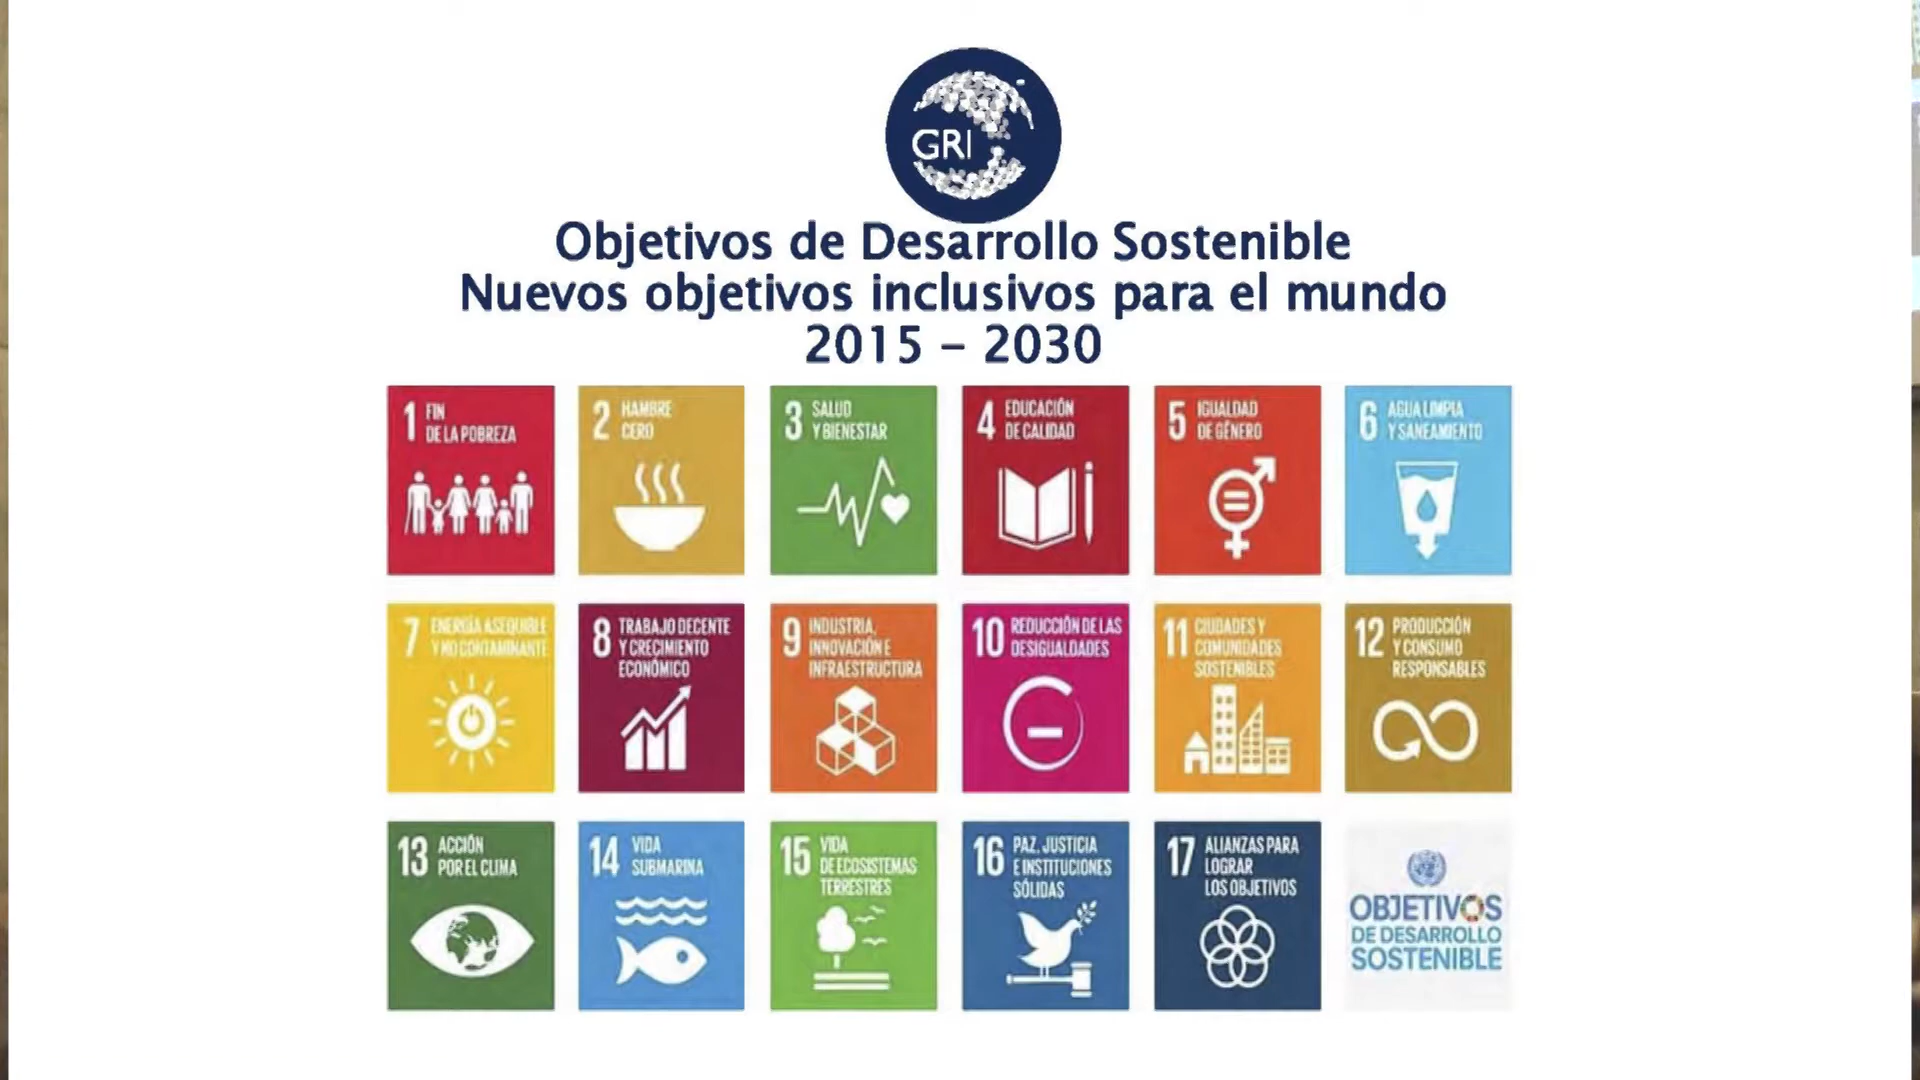 GRI
Objetivos de Desarrollo Sostenible
Nuevos objetivos inclusivos para el mundo
2015 – 2030
1 FIN
DE LA POBREZA
2 HAMBRE
CERO
3 SALUD
Y BIENESTAR
4 EDUCACIÓN
DE CALIDAD
5 IGUALDAD
DE GÉNERO
6 AGUA LIMPIA
Y SANEAMIENTO
7 ENERGÍA ASEQUIBLE
Y NO CONTAMINANTE
8 TRABAJO DECENTE
Y CRECIMIENTO
ECONÓMICO
9 INDUSTRIA,
INNOVACIÓN E
INFRAESTRUCTURA
10 REDUCCIÓN DE LAS
DESIGUALDADES
11 CIUDADES Y
COMUNIDADES
SOSTENIBLES
12 PRODUCCIÓN
Y CONSUMO
RESPONSABLES
13 ACCIÓN
POR EL CLIMA
14 VIDA
SUBMARINA
15 VIDA
DE ECOSISTEMAS
TERRESTRES
16 PAZ, JUSTICIA
E INSTITUCIONES
SÓLIDAS
17 ALIANZAS PARA
LOGRAR
LOS OBJETIVOS
OBJETIVOS
DE DESARROLLO
SOSTENIBLE